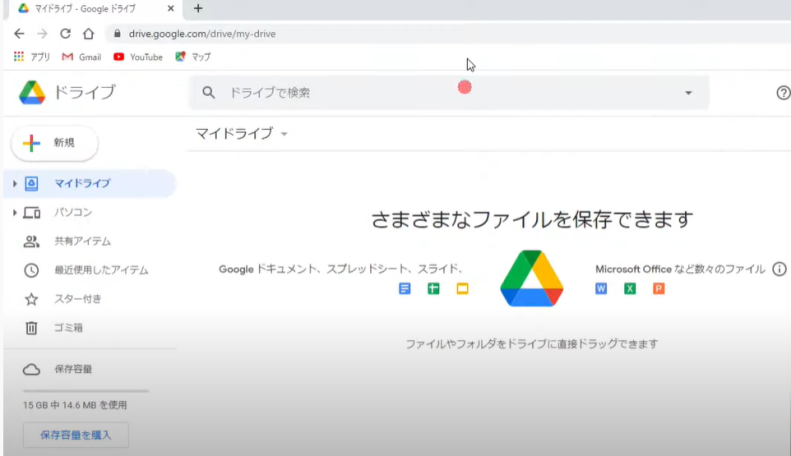 マイドライブ - Google ドライブ
drive.google.com/drive/my-drive
アプリ Gmail YouTube マップ
ドライブ
ドライブで検索
新規
マイドライブ
マイドライブ
パソコン
共有アイテム
最近使用したアイテム
スター付き
ゴミ箱
保存容量
15 GB 中 14.6 MB を使用
保存容量を購入
さまざまなファイルを保存できます
Google ドキュメント、スプレッドシート、スライド、
Microsoft Office など数々のファイル
W X P
ファイルやフォルダをドライブに直接ドラッグできます